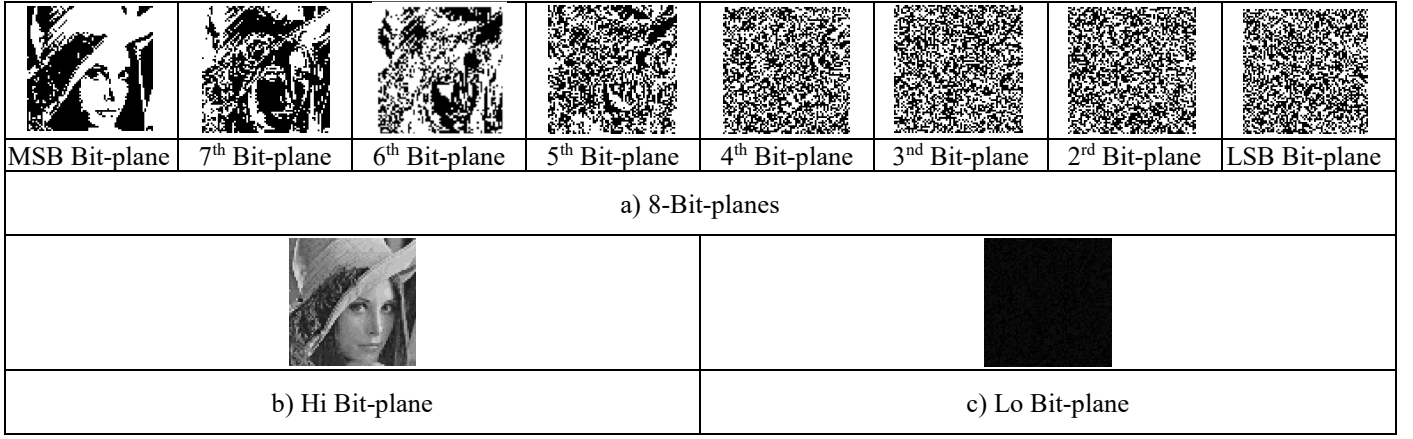 MSB Bit-plane 7th Bit-plane 6th Bit-plane 5th Bit-plane 4th Bit-plane 3nd Bit-plane 2rd Bit-plane LSB Bit-plane
a) 8-Bit-planes
b) Hi Bit-plane c) Lo Bit-plane